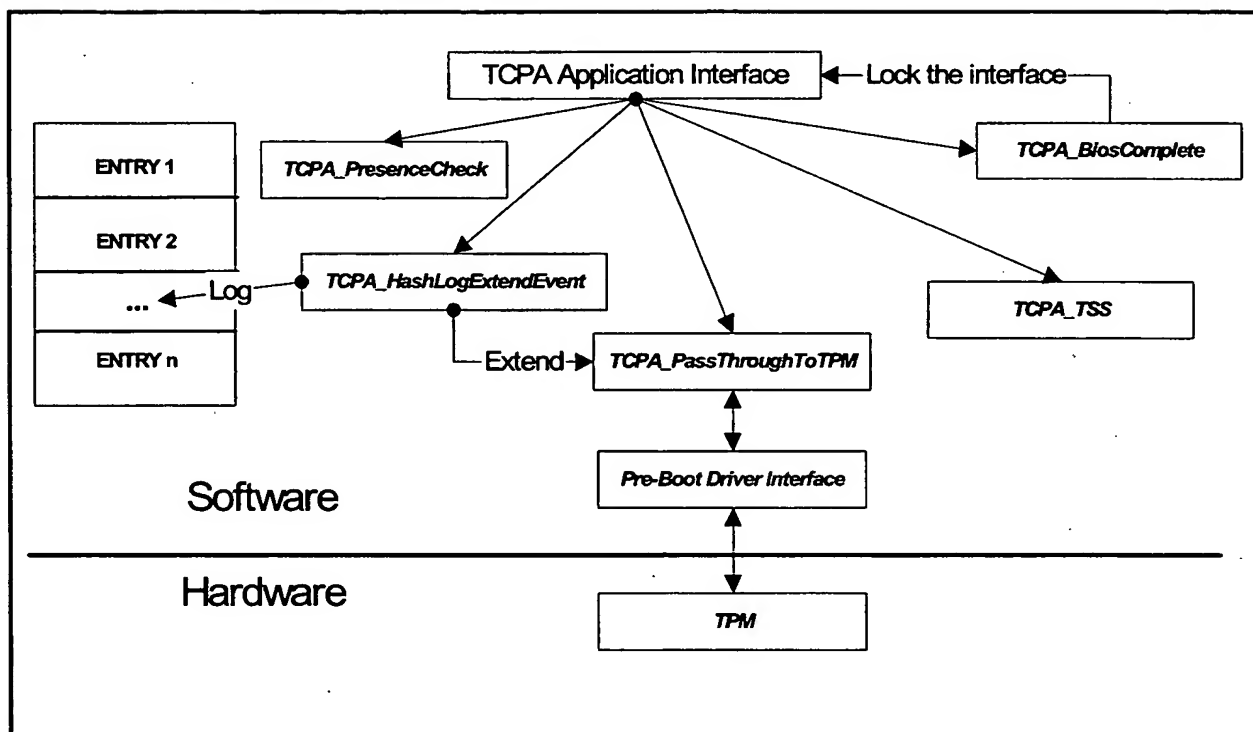 TCPA Application Interface
Lock the interface
TCPA_PresenceCheck
TCPA_BiosComplete
ENTRY 1
ENTRY 2
...
ENTRY n
Log
TCPA_HashLogExtendEvent
TCPA_TSS
Extend
TCPA_PassThroughToTPM
Pre-Boot Driver Interface
Software
Hardware
TPM